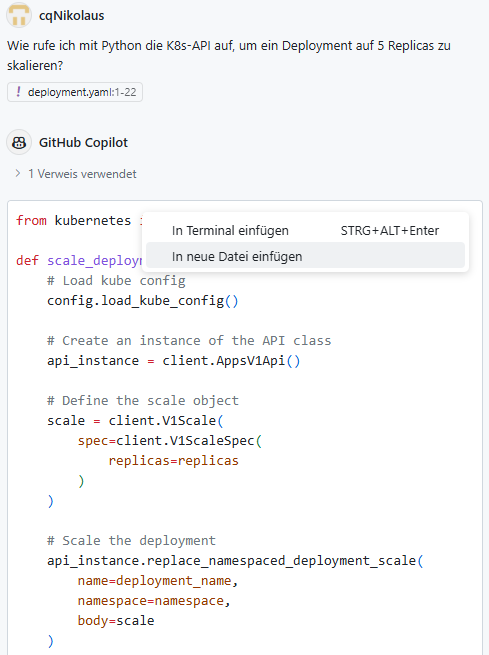 cqNikolaus
Wie rufe ich mit Python die K8s-API auf, um ein Deployment auf 5 Replicas zu
skalieren?
! deployment.yaml:1-22
GitHub Copilot
> 1 Verweis verwendet
from kubernetes
In Terminal einfügen STRG+ALT+Enter
In neue Datei einfügen
def scale_deploy
# Load kube config
config.load_kube_config()
# Create an instance of the API class
api_instance = client.AppsV1Api()
# Define the scale object
scale = client.V1Scale(
spec=client.V1ScaleSpec(
replicas=replicas
)
)
# Scale the deployment
api_instance.replace_namespaced_deployment_scale(
name=deployment_name,
namespace=namespace,
body=scale
)